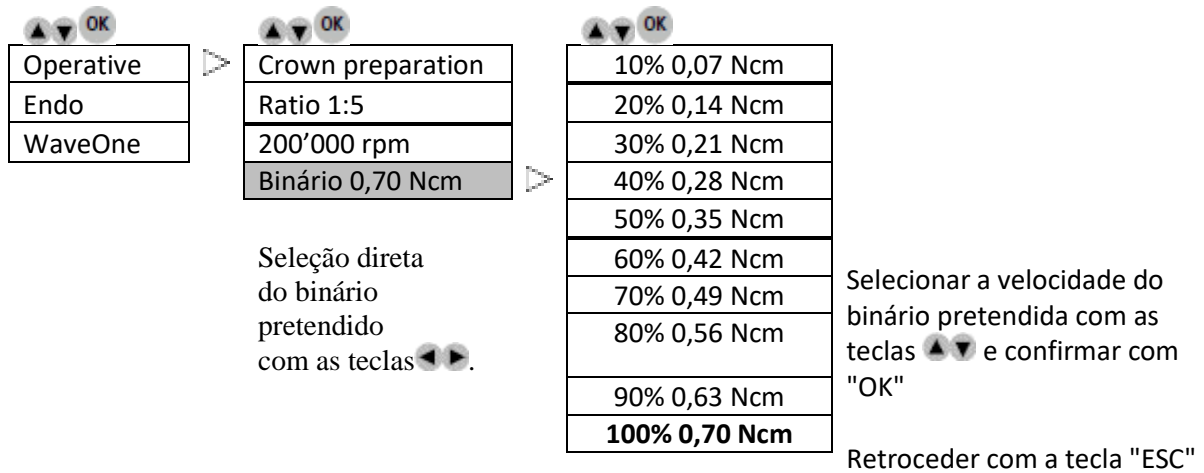 OK
Operative
Endo
WaveOne
OK
Crown preparation
Ratio 1:5
200’000 rpm
Binário 0,70 Ncm
Seleção direta
do binário
pretendido
com as teclas .
OK
10% 0,07 Ncm
20% 0,14 Ncm
30% 0,21 Ncm
40% 0,28 Ncm
50% 0,35 Ncm
60% 0,42 Ncm
70% 0,49 Ncm
80% 0,56 Ncm
90% 0,63 Ncm
100% 0,70 Ncm
Selecionar a velocidade do
binário pretendida com as
teclas e confirmar com
"OK"
Retroceder com a tecla "ESC"